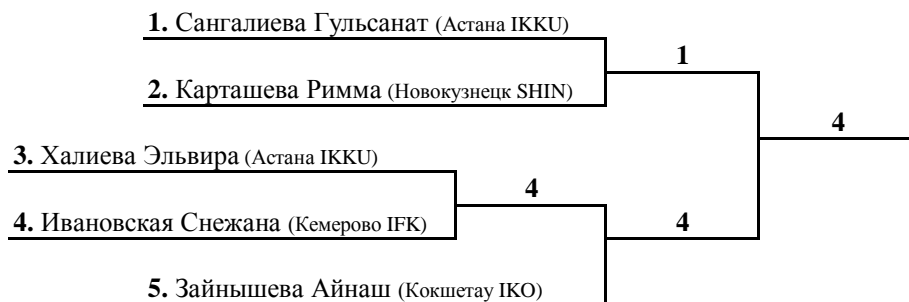 1. Сангалиева Гульсанат (Астана IKKU)
1
2. Карташева Римма (Новокузнецк SHIN)
4
3. Халиева Эльвира (Астана IKKU)
4
4. Ивановская Снежана (Кемерово IFK)
4
5. Зайнышева Айнаш (Кокшетау IKO)